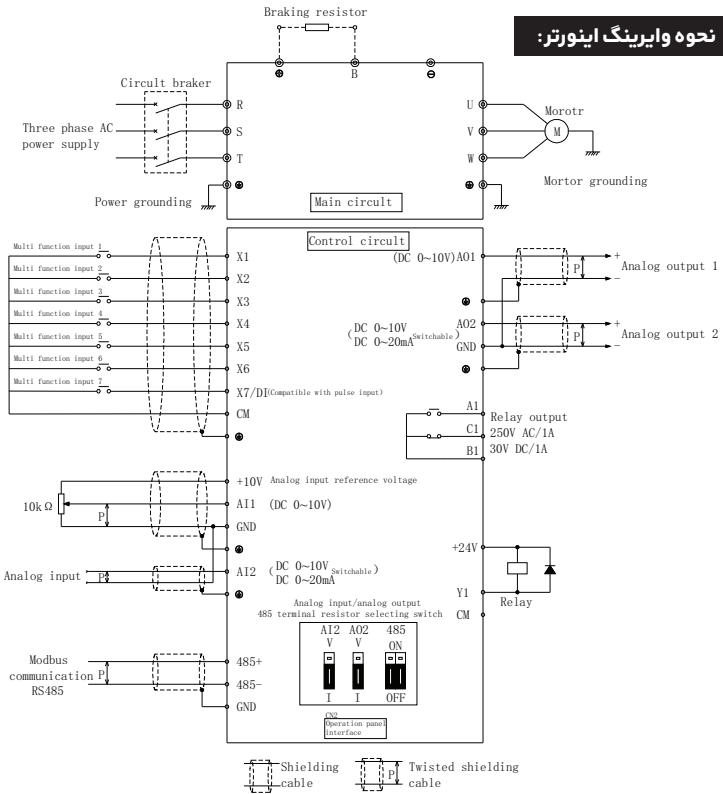 نحوه وایرینگ اینورتر:
Braking resistor
⊕ B ⊖
Circuit braker
R
S
T
Three phase AC
power supply
Power grounding
U
V
W
Morotr
M
Mortor grounding
Main circuit
Control circuit
Multi function input 1
X1
Multi function input 2
X2
Multi function input 3
X3
Multi function input 4
X4
Multi function input 5
X5
Multi function input 6
X6
Multi function input 7
X7/DI(Compatible with pulse input)
CM
(DC 0~10V)AO1
P
+
Analog output 1
−
AO2
(DC 0~10V
DC 0~20mA Switchable)
GND
P
+
Analog output 2
−
A1
C1
B1
Relay output
250V AC/1A
30V DC/1A
+10V Analog input reference voltage
10kΩ
AI1 (DC 0~10V)
P
GND
Analog input
P
AI2 (DC 0~10V
DC 0~20mA Switchable)
+24V
Y1
Relay
CM
Analog input/analog output
485 terminal resistor selecting switch
AI2 AO2 485
V V ON
I I OFF
Modbus
communication
RS485
P
485+
485-
GND
CN2
Operation panel
interface
Shielding
cable
P
Twisted shielding
cable